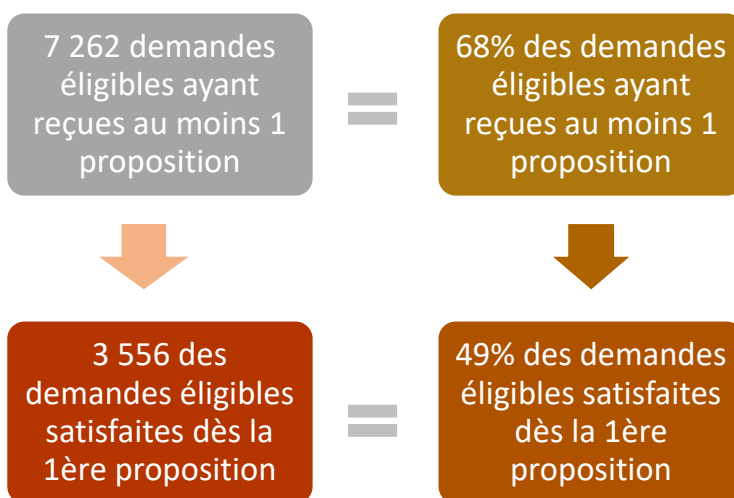 7 262 demandes
éligibles ayant
reçues au moins 1
proposition
68% des demandes
éligibles ayant
reçues au moins 1
proposition
3 556 des
demandes éligibles
satisfaites dès la
1ère proposition
49% des demandes
éligibles satisfaites
dès la 1ère
proposition